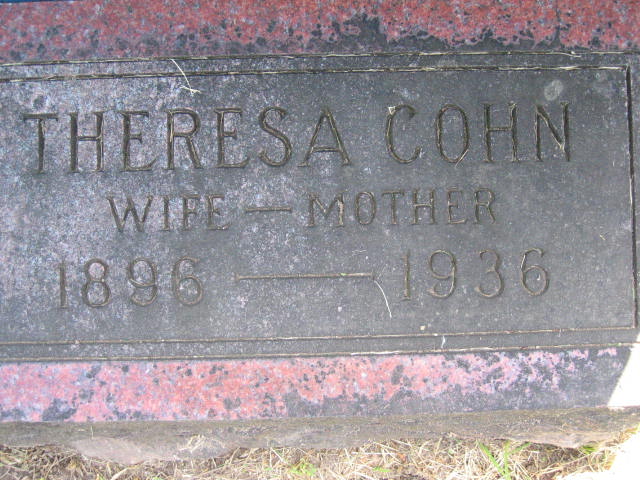 THERESA COHN
WIFE — MOTHER
1896 — 1936